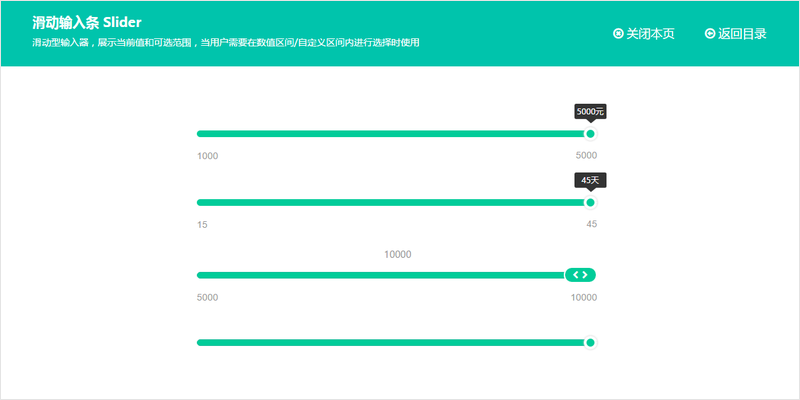 滑动输入条 Slider
滑动型输入器，展示当前值和可选范围，当用户需要在数值区间/自定义区间内进行选择时使用
关闭本页
返回目录
5000元
1000
5000
45天
15
45
10000
5000
10000